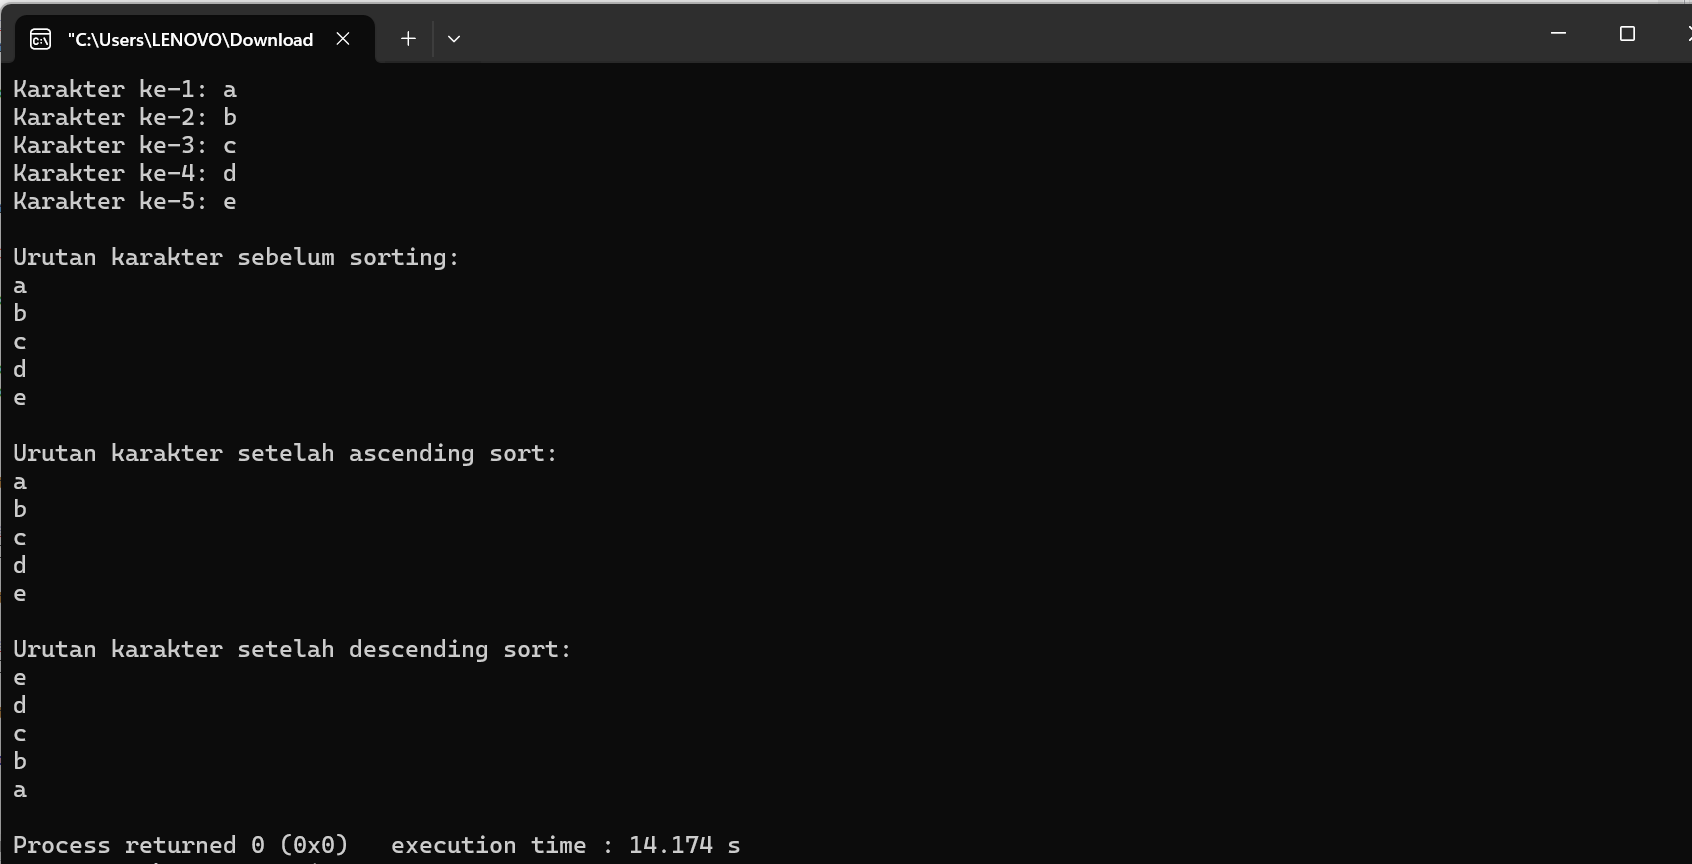 "C:\Users\LENOVO\Download
Karakter ke-1: a
Karakter ke-2: b
Karakter ke-3: c
Karakter ke-4: d
Karakter ke-5: e
Urutan karakter sebelum sorting:
a
b
c
d
e
Urutan karakter setelah ascending sort:
a
b
c
d
e
Urutan karakter setelah descending sort:
e
d
c
b
a
Process returned 0 (0x0)   execution time : 14.174 s